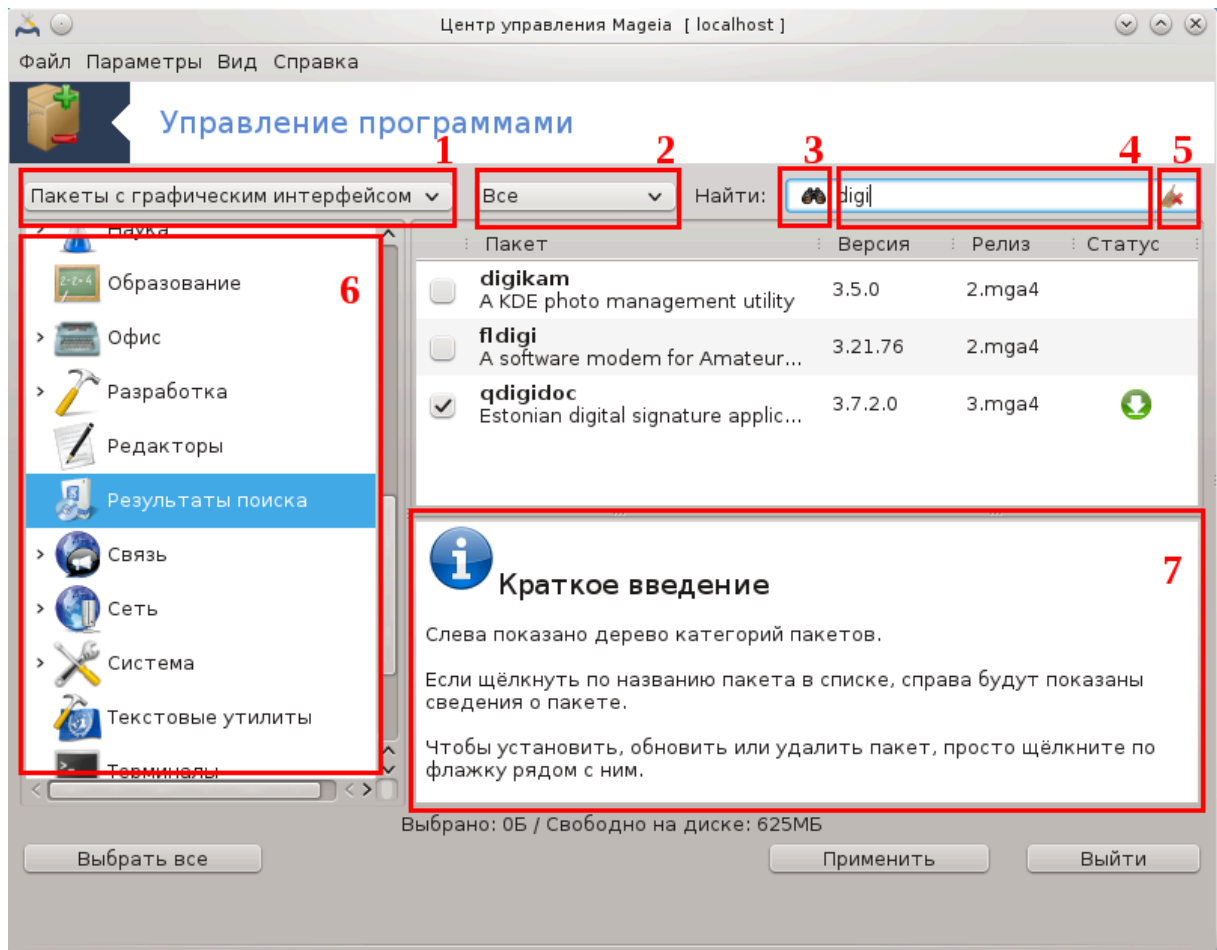 Центр управления Mageia [ localhost ]
Файл Параметры Вид Справка
Управление программами
1 2 3 4 5
Пакеты с графическим интерфейсом Все Найти: digi
Наука
Образование
Офис
Разработка
Редакторы
Результаты поиска
Связь
Сеть
Система
Текстовые утилиты
Терминалы
6
Пакет Версия Релиз Статус
digikam
A KDE photo management utility
3.5.0 2.mga4
fldigi
A software modem for Amateur...
3.21.76 2.mga4
qdigidoc
Estonian digital signature applic...
3.7.2.0 3.mga4
7
Краткое введение
Слева показано дерево категорий пакетов.
Если щёлкнуть по названию пакета в списке, справа будут показаны
сведения о пакете.
Чтобы установить, обновить или удалить пакет, просто щёлкните по
флажку рядом с ним.
Выбрано: 0Б / Свободно на диске: 625МБ
Выбрать все Применить Выйти